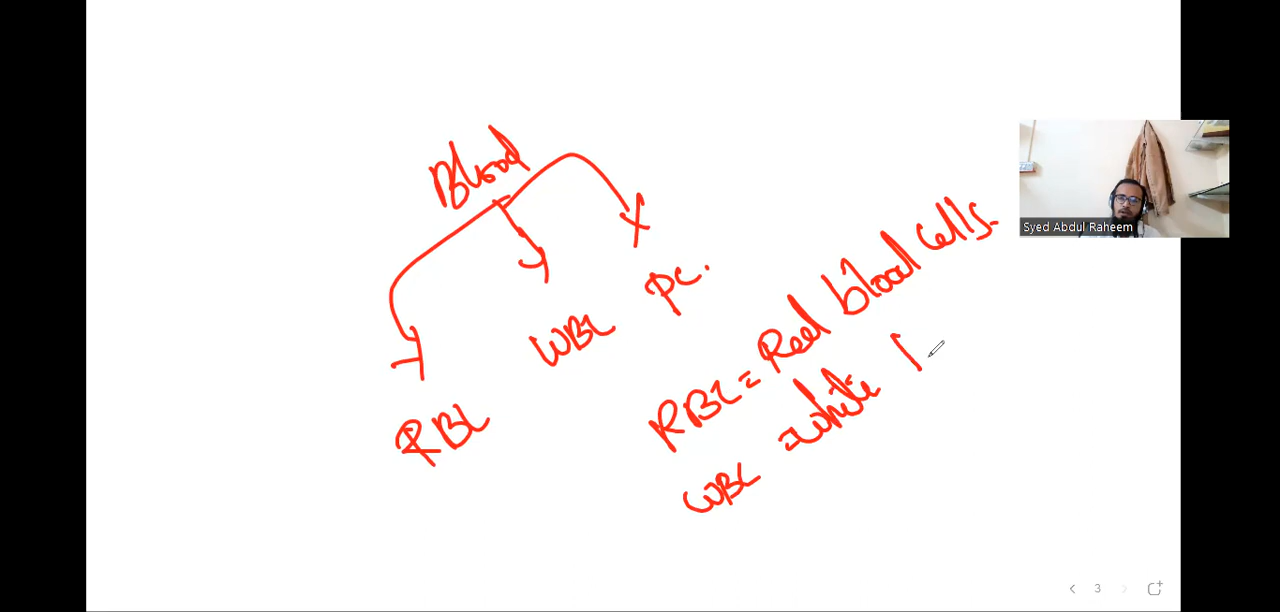 Blood
RBC
WBC
PC.
RBC = Red blood cells.
WBC = white b
Syed Abdul Raheem
3